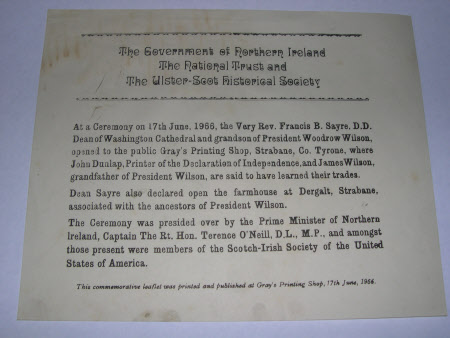 The Government of Northern Ireland
The National Trust and
The Ulster-Scot Historical Society
At a Ceremony on 17th June, 1966, the Very Rev. Francis B. Sayre, D.D.
Dean of Washington Cathedral and grandson of President Woodrow Wilson,
opened to the public Gray's Printing Shop, Strabane, Co. Tyrone, where
John Dunlap, Printer of the Declaration of Independence, and James Wilson,
grandfather of President Wilson, are said to have learned their trades.
Dean Sayre also declared open the farmhouse at Dergalt, Strabane,
associated with the ancestors of President Wilson.
The Ceremony was presided over by the Prime Minister of Northern
Ireland, Captain The Rt. Hon. Terence O'Neill, D.L., M.P., and amongst
those present were members of the Scotch-Irish Society of the United
States of America.
This commemorative leaflet was printed and published at Gray's Printing Shop, 17th June, 1966.